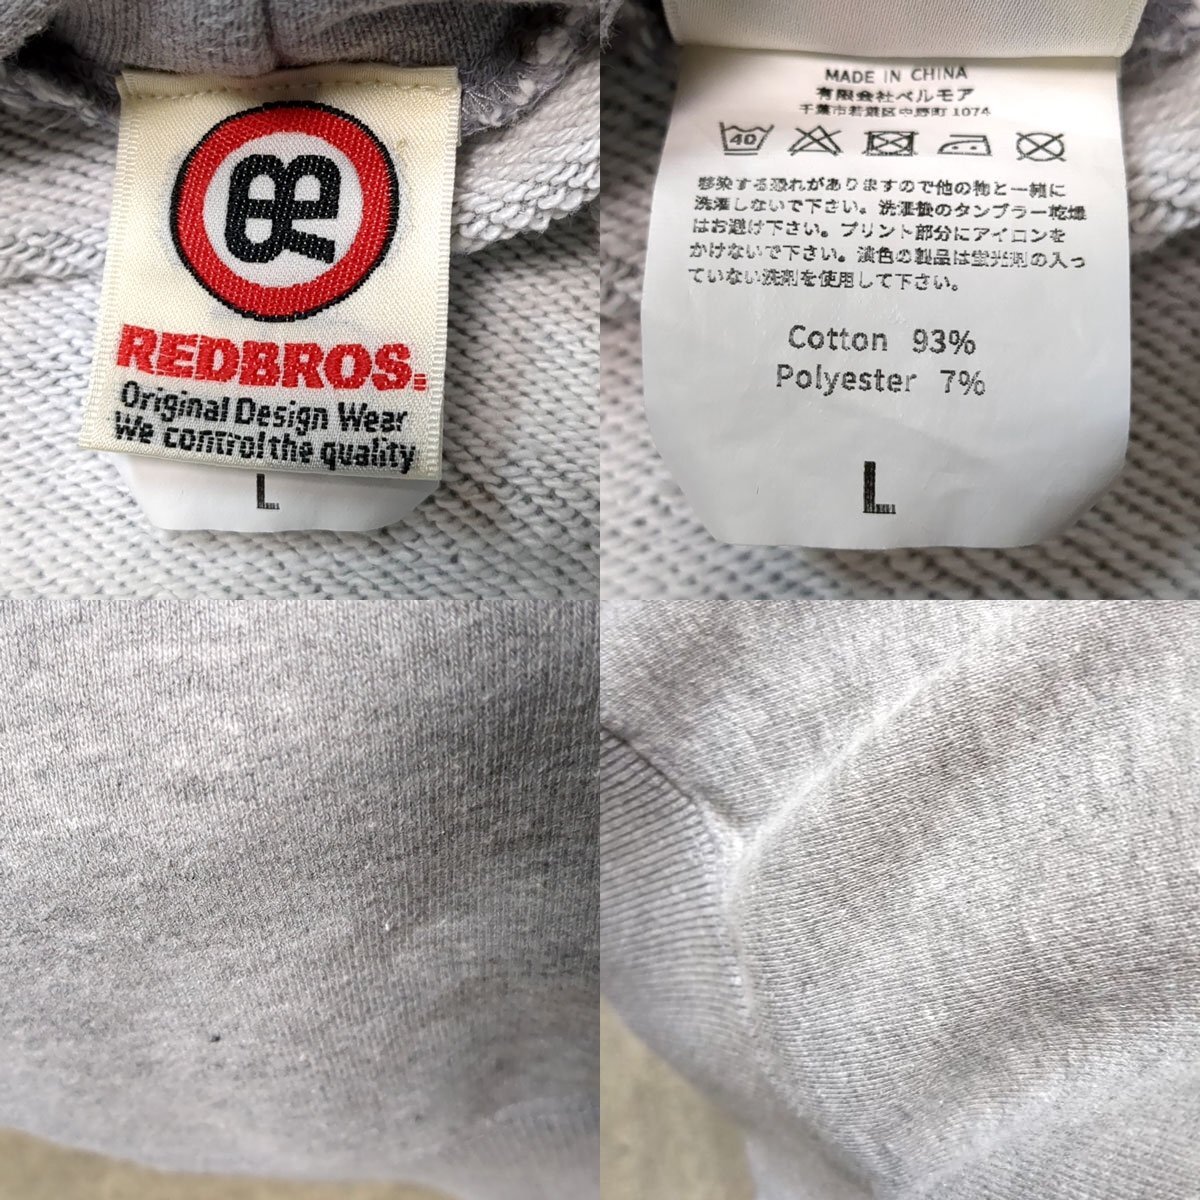 REDBROS.
Original Design Wear
We control the quality
L
MADE IN CHINA
有限会社ベルモア
千葉市若葉区中野町1074
40
移染する恐れがありますので他の物と一緒に
洗濯しないで下さい。洗濯後のタンブラー乾燥
はお避け下さい。プリント部分にアイロンを
かけないで下さい。淡色の製品は蛍光剤の入っ
ていない洗剤を使用して下さい。
Cotton 93%
Polyester 7%
L